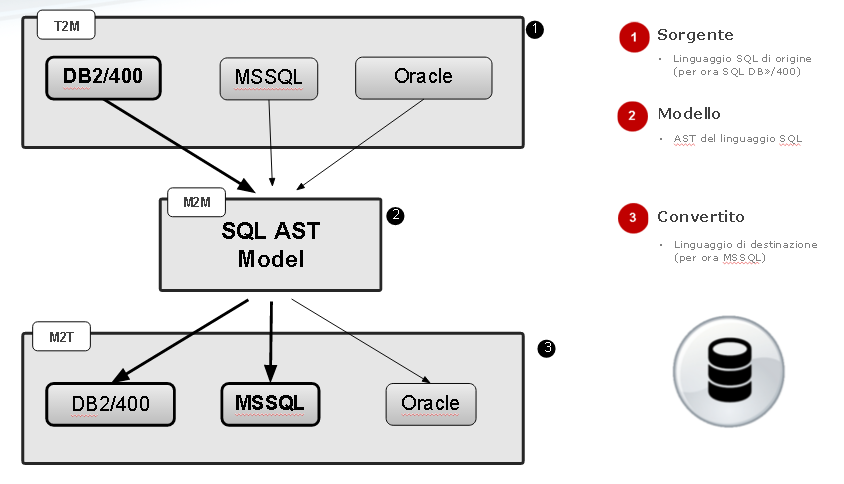 T2M
1
DB2/400
MSSQL
Oracle
M2M
2
SQL AST
Model
M2T
3
DB2/400
MSSQL
Oracle
1
Sorgente
• Linguaggio SQL di origine
(per ora SQL DB»/400)
2
Modello
• AST del linguaggio SQL
3
Convertito
• Linguaggio di destinazione
(per ora MSSQL)